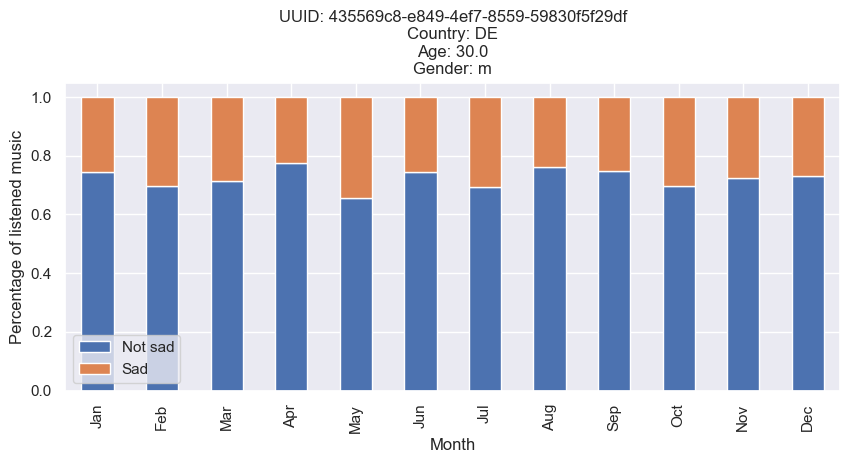 UUID: 435569c8-e849-4ef7-8559-59830f5f29df
Country: DE
Age: 30.0
Gender: m
1.0
0.8
0.6
0.4
0.2
0.0
Percentage of listened music
Not sad
Sad
Jan
Feb
Mar
Apr
May
Jun
Jul
Aug
Sep
Oct
Nov
Dec
Month